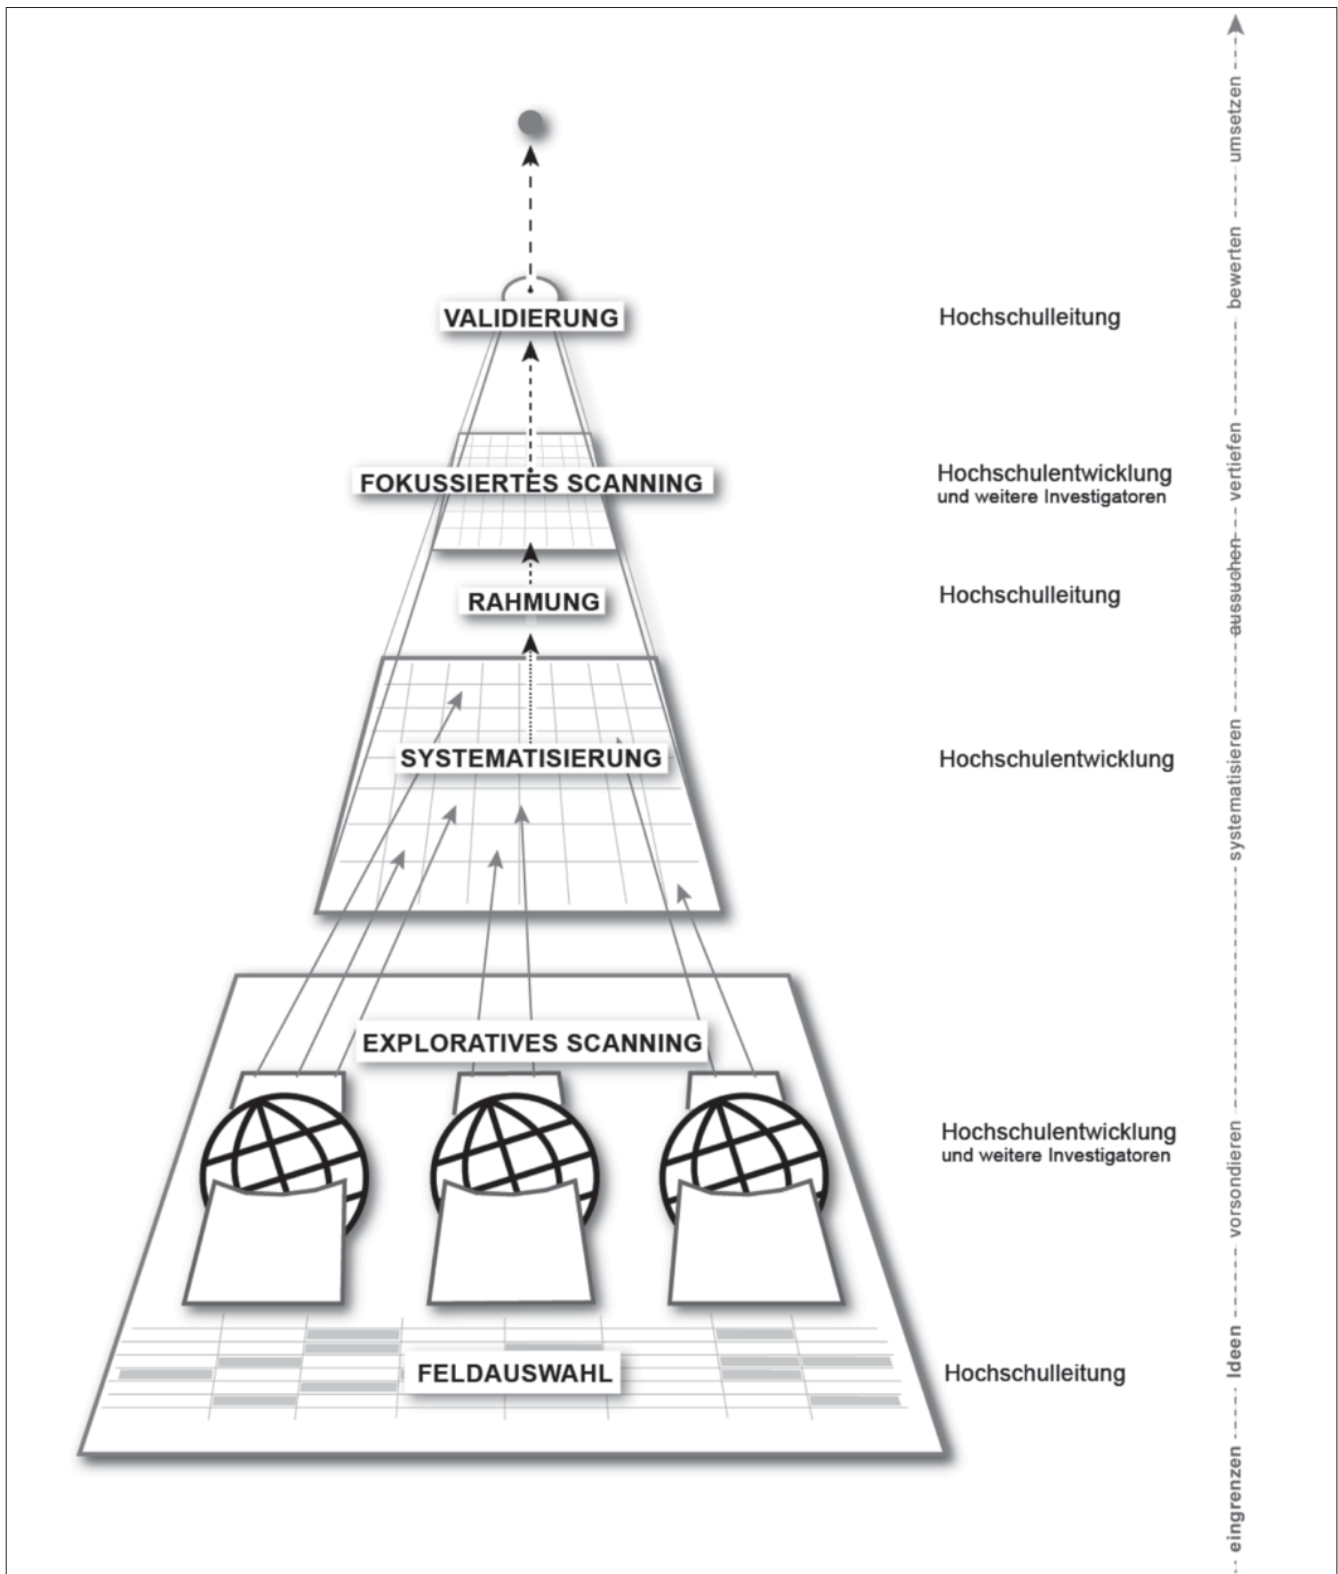 VALIDIERUNG
Hochschulleitung
FOKUSSIERTES SCANNING
Hochschulentwicklung
und weitere Investigatoren
RAHMUNG
Hochschulleitung
SYSTEMATISIERUNG
Hochschulentwicklung
EXPLORATIVES SCANNING
Hochschulentwicklung
und weitere Investigatoren
FELDAUSWAHL
Hochschulleitung
eingrenzen Ideen vorsondieren systematisieren aussuchen vertiefen bewerten umsetzen